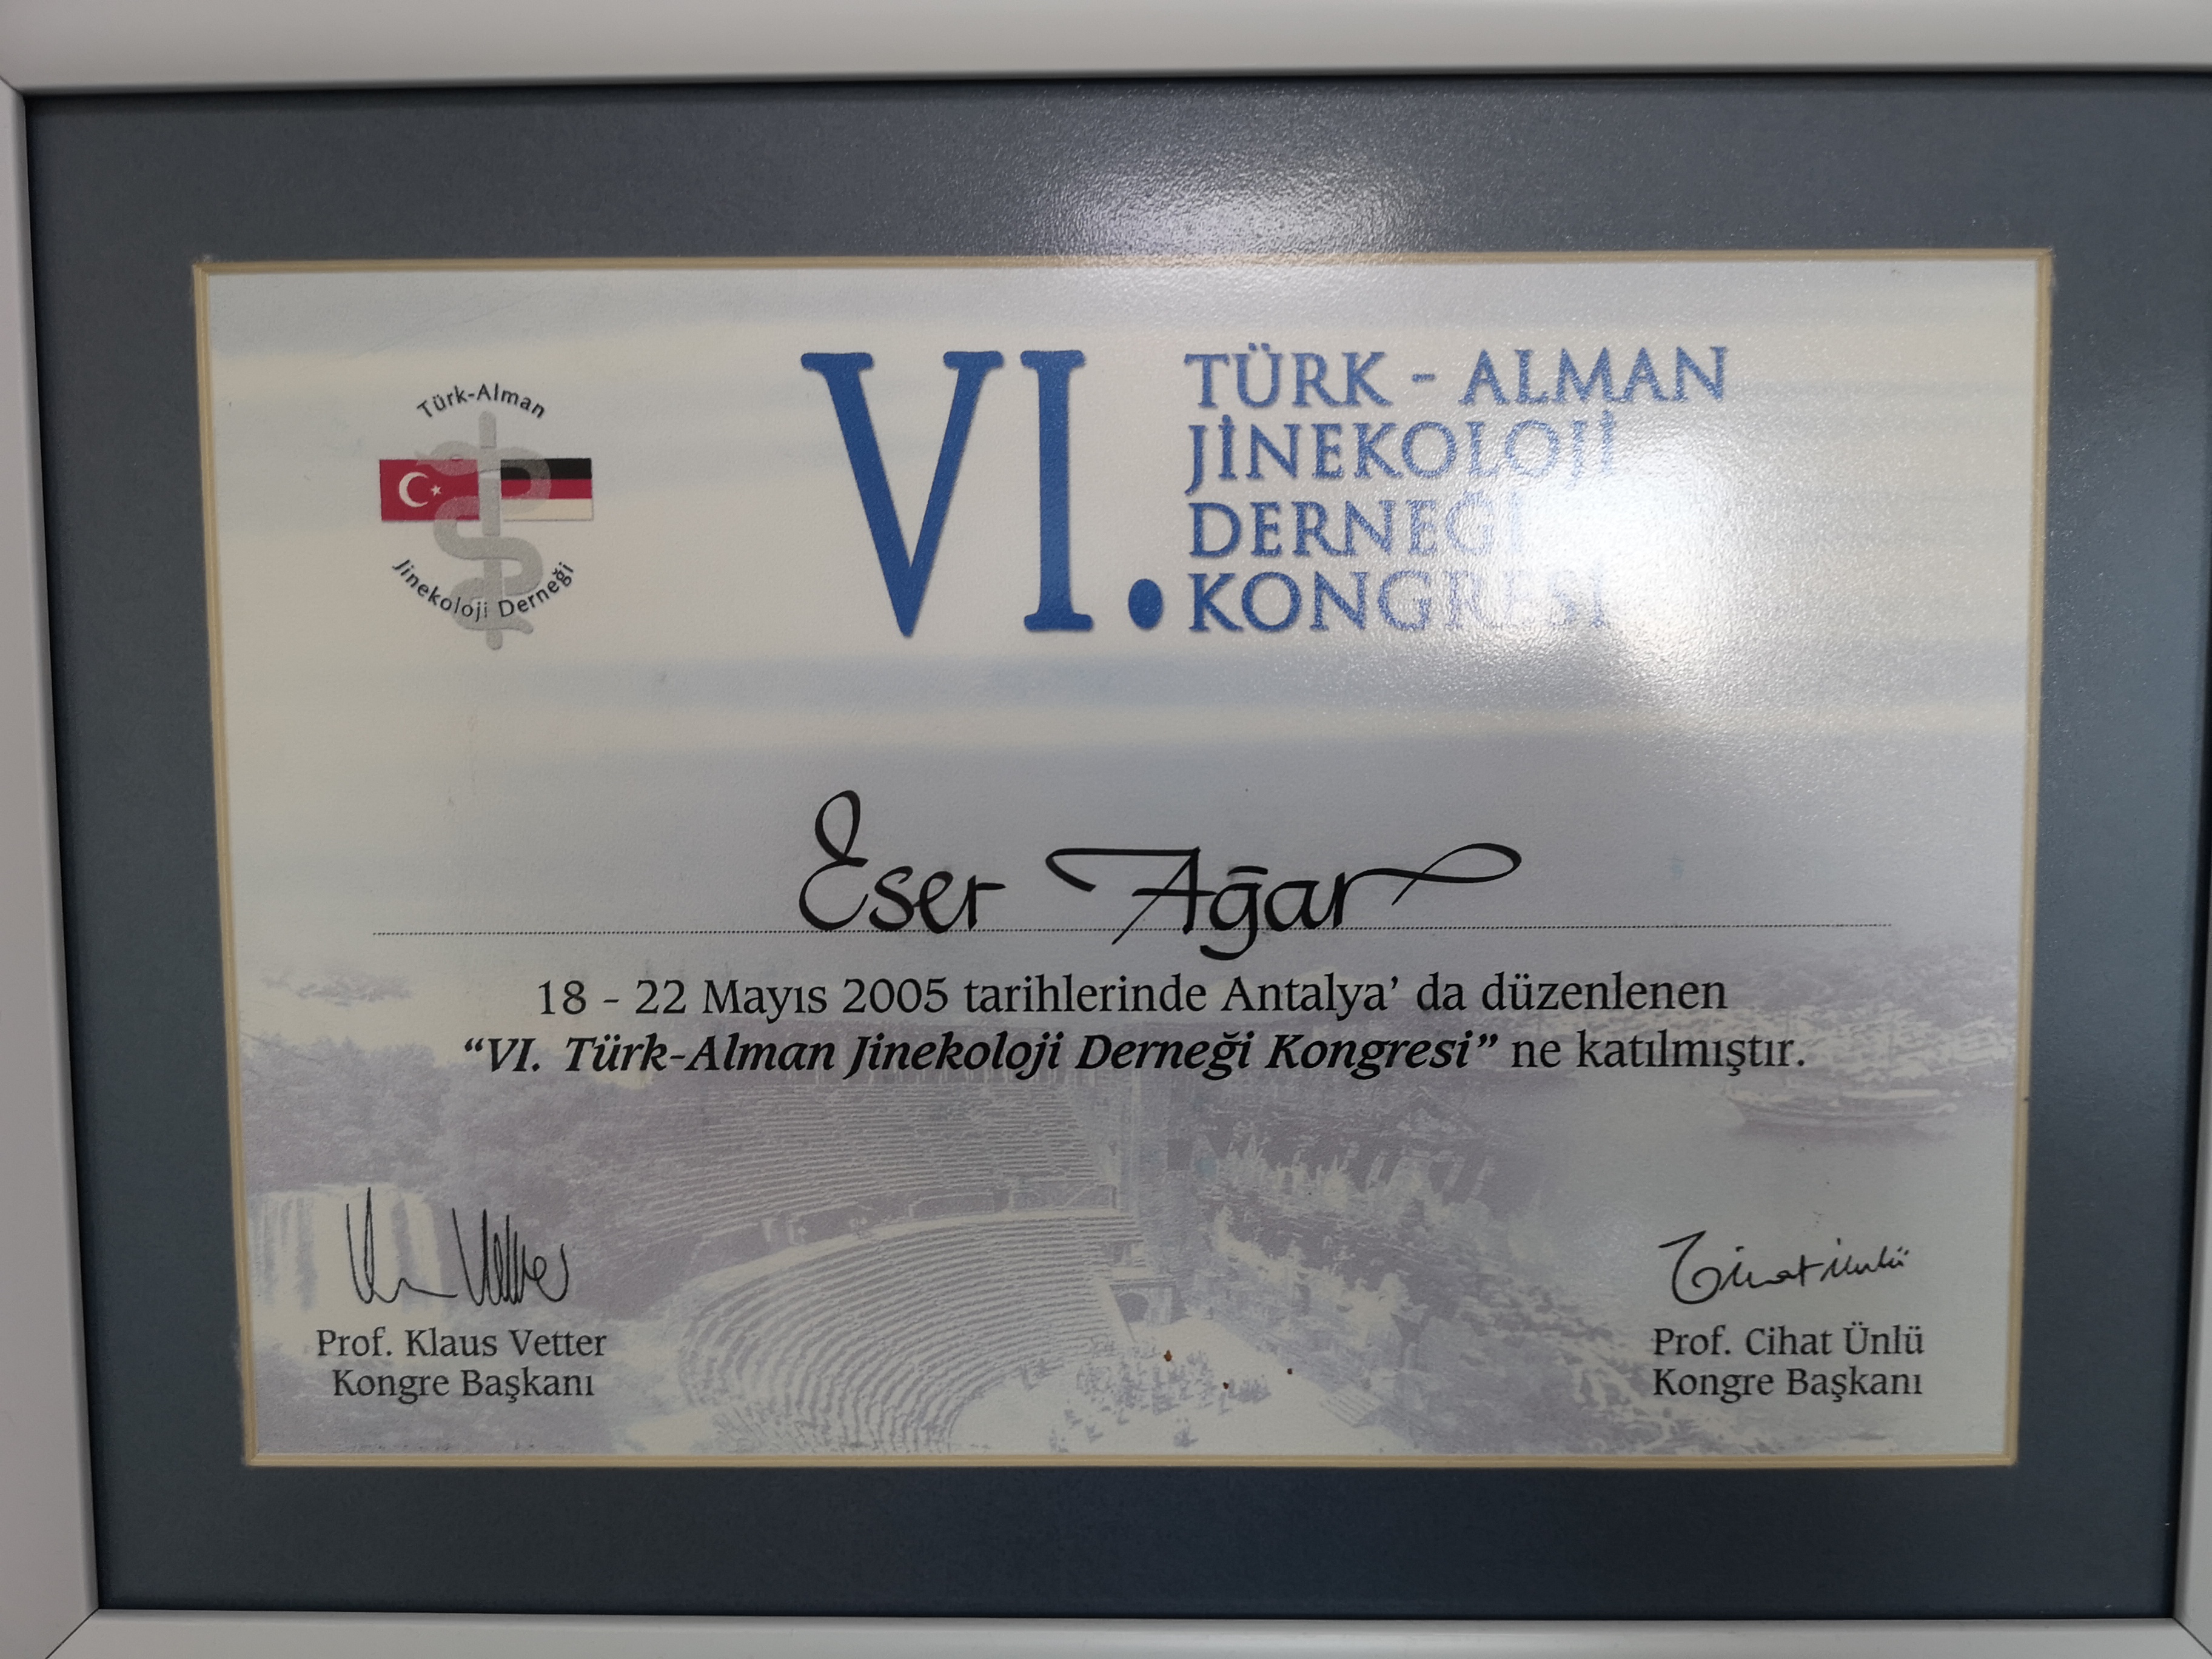 Türk-Alman
Jinekoloji Derneği
VI.
TÜRK - ALMAN
JİNEKOLOJİ
DERNEĞİ
KONGRESİ
Eser Ağar
18 - 22 Mayıs 2005 tarihlerinde Antalya' da düzenlenen
“VI. Türk-Alman Jinekoloji Derneği Kongresi” ne katılmıştır.
Cihat Ünlü
Prof. Klaus Vetter
Kongre Başkanı
Prof. Cihat Ünlü
Kongre Başkanı